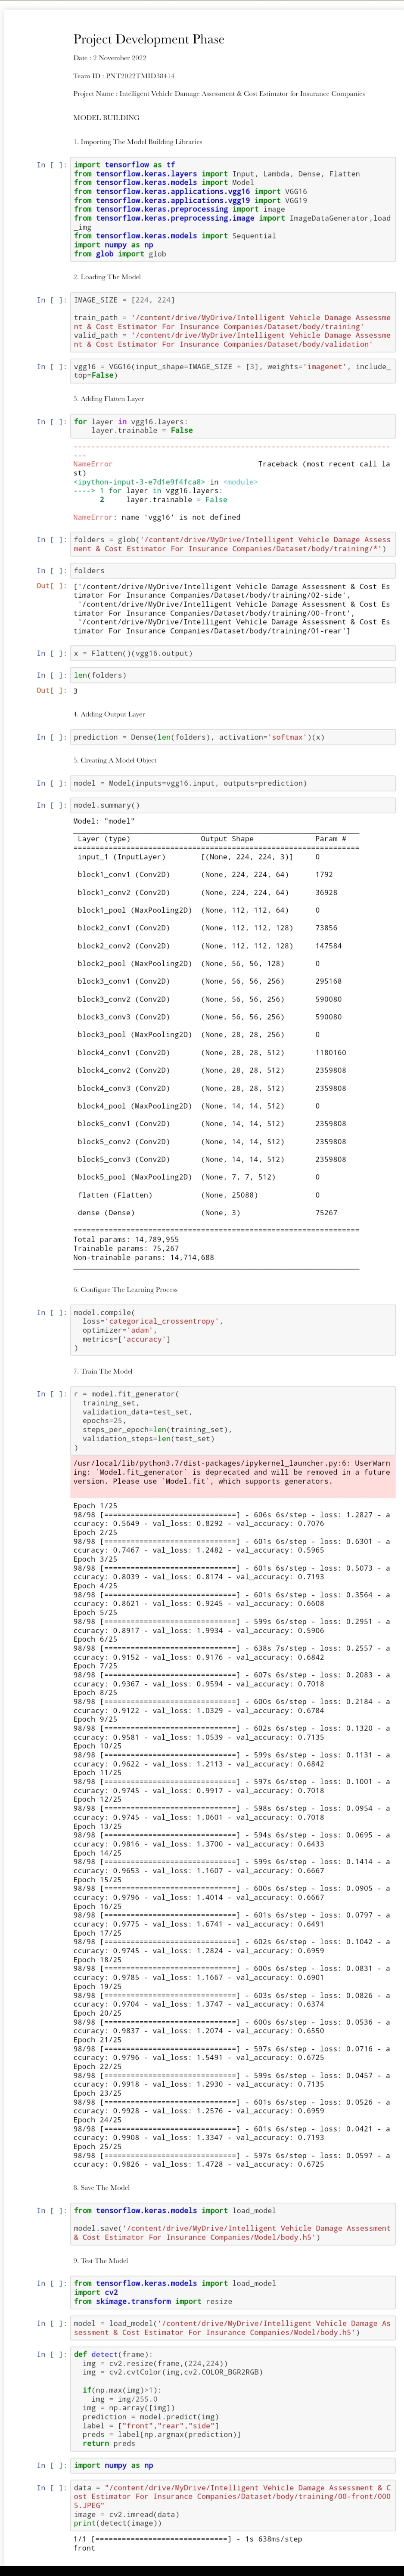 Project Development Phase
Date : 2 November 2022
Team ID : PNT2022TMID38414
Project Name : Intelligent Vehicle Damage Assessment & Cost Estimator for Insurance Companies
MODEL BUILDING
1. Importing The Model Building Libraries
In [ ]: import tensorflow as tf
from tensorflow.keras.layers import Input, Lambda, Dense, Flatten
from tensorflow.keras.models import Model
from tensorflow.keras.applications.vgg16 import VGG16
from tensorflow.keras.applications.vgg19 import VGG19
from tensorflow.keras.preprocessing import image
from tensorflow.keras.preprocessing.image import ImageDataGenerator,load
_img
from tensorflow.keras.models import Sequential
import numpy as np
from glob import glob
2. Loading The Model
In [ ]: IMAGE_SIZE = [224, 224]
train_path = '/content/drive/MyDrive/Intelligent Vehicle Damage Assessme
nt & Cost Estimator For Insurance Companies/Dataset/body/training'
valid_path = '/content/drive/MyDrive/Intelligent Vehicle Damage Assessme
nt & Cost Estimator For Insurance Companies/Dataset/body/validation'
In [ ]: vgg16 = VGG16(input_shape=IMAGE_SIZE + [3], weights='imagenet', include_
top=False)
3. Adding Flatten Layer
In [ ]: for layer in vgg16.layers:
layer.trainable = False
---------------------------------------------------------------------------
NameError Traceback (most recent call la
st)
<ipython-input-3-e7d1e9f4fca8> in <module>
----> 1 for layer in vgg16.layers:
2 layer.trainable = False
NameError: name 'vgg16' is not defined
In [ ]: folders = glob('/content/drive/MyDrive/Intelligent Vehicle Damage Assess
ment & Cost Estimator For Insurance Companies/Dataset/body/training/*')
In [ ]: folders
Out[ ]: ['/content/drive/MyDrive/Intelligent Vehicle Damage Assessment & Cost Es
timator For Insurance Companies/Dataset/body/training/02-side',
'/content/drive/MyDrive/Intelligent Vehicle Damage Assessment & Cost Es
timator For Insurance Companies/Dataset/body/training/00-front',
'/content/drive/MyDrive/Intelligent Vehicle Damage Assessment & Cost Es
timator For Insurance Companies/Dataset/body/training/01-rear']
In [ ]: x = Flatten()(vgg16.output)
In [ ]: len(folders)
Out[ ]: 3
4. Adding Output Layer
In [ ]: prediction = Dense(len(folders), activation='softmax')(x)
5. Creating A Model Object
In [ ]: model = Model(inputs=vgg16.input, outputs=prediction)
In [ ]: model.summary()
Model: "model"
_________________________________________________________________
Layer (type) Output Shape Param #
=================================================================
input_1 (InputLayer) [(None, 224, 224, 3)] 0
block1_conv1 (Conv2D) (None, 224, 224, 64) 1792
block1_conv2 (Conv2D) (None, 224, 224, 64) 36928
block1_pool (MaxPooling2D) (None, 112, 112, 64) 0
block2_conv1 (Conv2D) (None, 112, 112, 128) 73856
block2_conv2 (Conv2D) (None, 112, 112, 128) 147584
block2_pool (MaxPooling2D) (None, 56, 56, 128) 0
block3_conv1 (Conv2D) (None, 56, 56, 256) 295168
block3_conv2 (Conv2D) (None, 56, 56, 256) 590080
block3_conv3 (Conv2D) (None, 56, 56, 256) 590080
block3_pool (MaxPooling2D) (None, 28, 28, 256) 0
block4_conv1 (Conv2D) (None, 28, 28, 512) 1180160
block4_conv2 (Conv2D) (None, 28, 28, 512) 2359808
block4_conv3 (Conv2D) (None, 28, 28, 512) 2359808
block4_pool (MaxPooling2D) (None, 14, 14, 512) 0
block5_conv1 (Conv2D) (None, 14, 14, 512) 2359808
block5_conv2 (Conv2D) (None, 14, 14, 512) 2359808
block5_conv3 (Conv2D) (None, 14, 14, 512) 2359808
block5_pool (MaxPooling2D) (None, 7, 7, 512) 0
flatten (Flatten) (None, 25088) 0
dense (Dense) (None, 3) 75267
=================================================================
Total params: 14,789,955
Trainable params: 75,267
Non-trainable params: 14,714,688
_________________________________________________________________
6. Configure The Learning Process
In [ ]: model.compile(
loss='categorical_crossentropy',
optimizer='adam',
metrics=['accuracy']
)
7. Train The Model
In [ ]: r = model.fit_generator(
training_set,
validation_data=test_set,
epochs=25,
steps_per_epoch=len(training_set),
validation_steps=len(test_set)
)
/usr/local/lib/python3.7/dist-packages/ipykernel_launcher.py:6: UserWarn
ing: `Model.fit_generator` is deprecated and will be removed in a future
version. Please use `Model.fit`, which supports generators.
Epoch 1/25
98/98 [==============================] - 606s 6s/step - loss: 1.2827 - a
ccuracy: 0.5649 - val_loss: 0.8292 - val_accuracy: 0.7076
Epoch 2/25
98/98 [==============================] - 601s 6s/step - loss: 0.6301 - a
ccuracy: 0.7467 - val_loss: 1.2482 - val_accuracy: 0.5965
Epoch 3/25
98/98 [==============================] - 601s 6s/step - loss: 0.5073 - a
ccuracy: 0.8039 - val_loss: 0.8174 - val_accuracy: 0.7193
Epoch 4/25
98/98 [==============================] - 601s 6s/step - loss: 0.3564 - a
ccuracy: 0.8621 - val_loss: 0.9245 - val_accuracy: 0.6608
Epoch 5/25
98/98 [==============================] - 599s 6s/step - loss: 0.2951 - a
ccuracy: 0.8917 - val_loss: 1.9934 - val_accuracy: 0.5906
Epoch 6/25
98/98 [==============================] - 638s 7s/step - loss: 0.2557 - a
ccuracy: 0.9152 - val_loss: 0.9176 - val_accuracy: 0.6842
Epoch 7/25
98/98 [==============================] - 607s 6s/step - loss: 0.2083 - a
ccuracy: 0.9367 - val_loss: 0.9594 - val_accuracy: 0.7018
Epoch 8/25
98/98 [==============================] - 600s 6s/step - loss: 0.2184 - a
ccuracy: 0.9122 - val_loss: 1.0329 - val_accuracy: 0.6784
Epoch 9/25
98/98 [==============================] - 602s 6s/step - loss: 0.1320 - a
ccuracy: 0.9581 - val_loss: 1.0539 - val_accuracy: 0.7135
Epoch 10/25
98/98 [==============================] - 599s 6s/step - loss: 0.1131 - a
ccuracy: 0.9622 - val_loss: 1.2113 - val_accuracy: 0.6842
Epoch 11/25
98/98 [==============================] - 597s 6s/step - loss: 0.1001 - a
ccuracy: 0.9745 - val_loss: 0.9917 - val_accuracy: 0.7018
Epoch 12/25
98/98 [==============================] - 598s 6s/step - loss: 0.0954 - a
ccuracy: 0.9745 - val_loss: 1.0601 - val_accuracy: 0.7018
Epoch 13/25
98/98 [==============================] - 594s 6s/step - loss: 0.0695 - a
ccuracy: 0.9816 - val_loss: 1.3700 - val_accuracy: 0.6433
Epoch 14/25
98/98 [==============================] - 599s 6s/step - loss: 0.1414 - a
ccuracy: 0.9653 - val_loss: 1.1607 - val_accuracy: 0.6667
Epoch 15/25
98/98 [==============================] - 600s 6s/step - loss: 0.0905 - a
ccuracy: 0.9796 - val_loss: 1.4014 - val_accuracy: 0.6667
Epoch 16/25
98/98 [==============================] - 601s 6s/step - loss: 0.0797 - a
ccuracy: 0.9775 - val_loss: 1.6741 - val_accuracy: 0.6491
Epoch 17/25
98/98 [==============================] - 602s 6s/step - loss: 0.1042 - a
ccuracy: 0.9745 - val_loss: 1.2824 - val_accuracy: 0.6959
Epoch 18/25
98/98 [==============================] - 600s 6s/step - loss: 0.0831 - a
ccuracy: 0.9785 - val_loss: 1.1667 - val_accuracy: 0.6901
Epoch 19/25
98/98 [==============================] - 603s 6s/step - loss: 0.0826 - a
ccuracy: 0.9704 - val_loss: 1.3747 - val_accuracy: 0.6374
Epoch 20/25
98/98 [==============================] - 600s 6s/step - loss: 0.0536 - a
ccuracy: 0.9837 - val_loss: 1.2074 - val_accuracy: 0.6550
Epoch 21/25
98/98 [==============================] - 597s 6s/step - loss: 0.0716 - a
ccuracy: 0.9796 - val_loss: 1.5491 - val_accuracy: 0.6725
Epoch 22/25
98/98 [==============================] - 599s 6s/step - loss: 0.0457 - a
ccuracy: 0.9918 - val_loss: 1.2930 - val_accuracy: 0.7135
Epoch 23/25
98/98 [==============================] - 601s 6s/step - loss: 0.0526 - a
ccuracy: 0.9928 - val_loss: 1.2576 - val_accuracy: 0.6959
Epoch 24/25
98/98 [==============================] - 601s 6s/step - loss: 0.0421 - a
ccuracy: 0.9908 - val_loss: 1.3347 - val_accuracy: 0.7193
Epoch 25/25
98/98 [==============================] - 597s 6s/step - loss: 0.0597 - a
ccuracy: 0.9826 - val_loss: 1.4728 - val_accuracy: 0.6725
8. Save The Model
In [ ]: from tensorflow.keras.models import load_model
model.save('/content/drive/MyDrive/Intelligent Vehicle Damage Assessment
& Cost Estimator For Insurance Companies/Model/body.h5')
9. Test The Model
In [ ]: from tensorflow.keras.models import load_model
import cv2
from skimage.transform import resize
In [ ]: model = load_model('/content/drive/MyDrive/Intelligent Vehicle Damage As
sessment & Cost Estimator For Insurance Companies/Model/body.h5')
In [ ]: def detect(frame):
img = cv2.resize(frame,(224,224))
img = cv2.cvtColor(img,cv2.COLOR_BGR2RGB)
if(np.max(img)>1):
img = img/255.0
img = np.array([img])
prediction = model.predict(img)
label = ["front","rear","side"]
preds = label[np.argmax(prediction)]
return preds
In [ ]: import numpy as np
In [ ]: data = "/content/drive/MyDrive/Intelligent Vehicle Damage Assessment & C
ost Estimator For Insurance Companies/Dataset/body/training/00-front/000
5.JPEG"
image = cv2.imread(data)
print(detect(image))
1/1 [==============================] - 1s 638ms/step
front